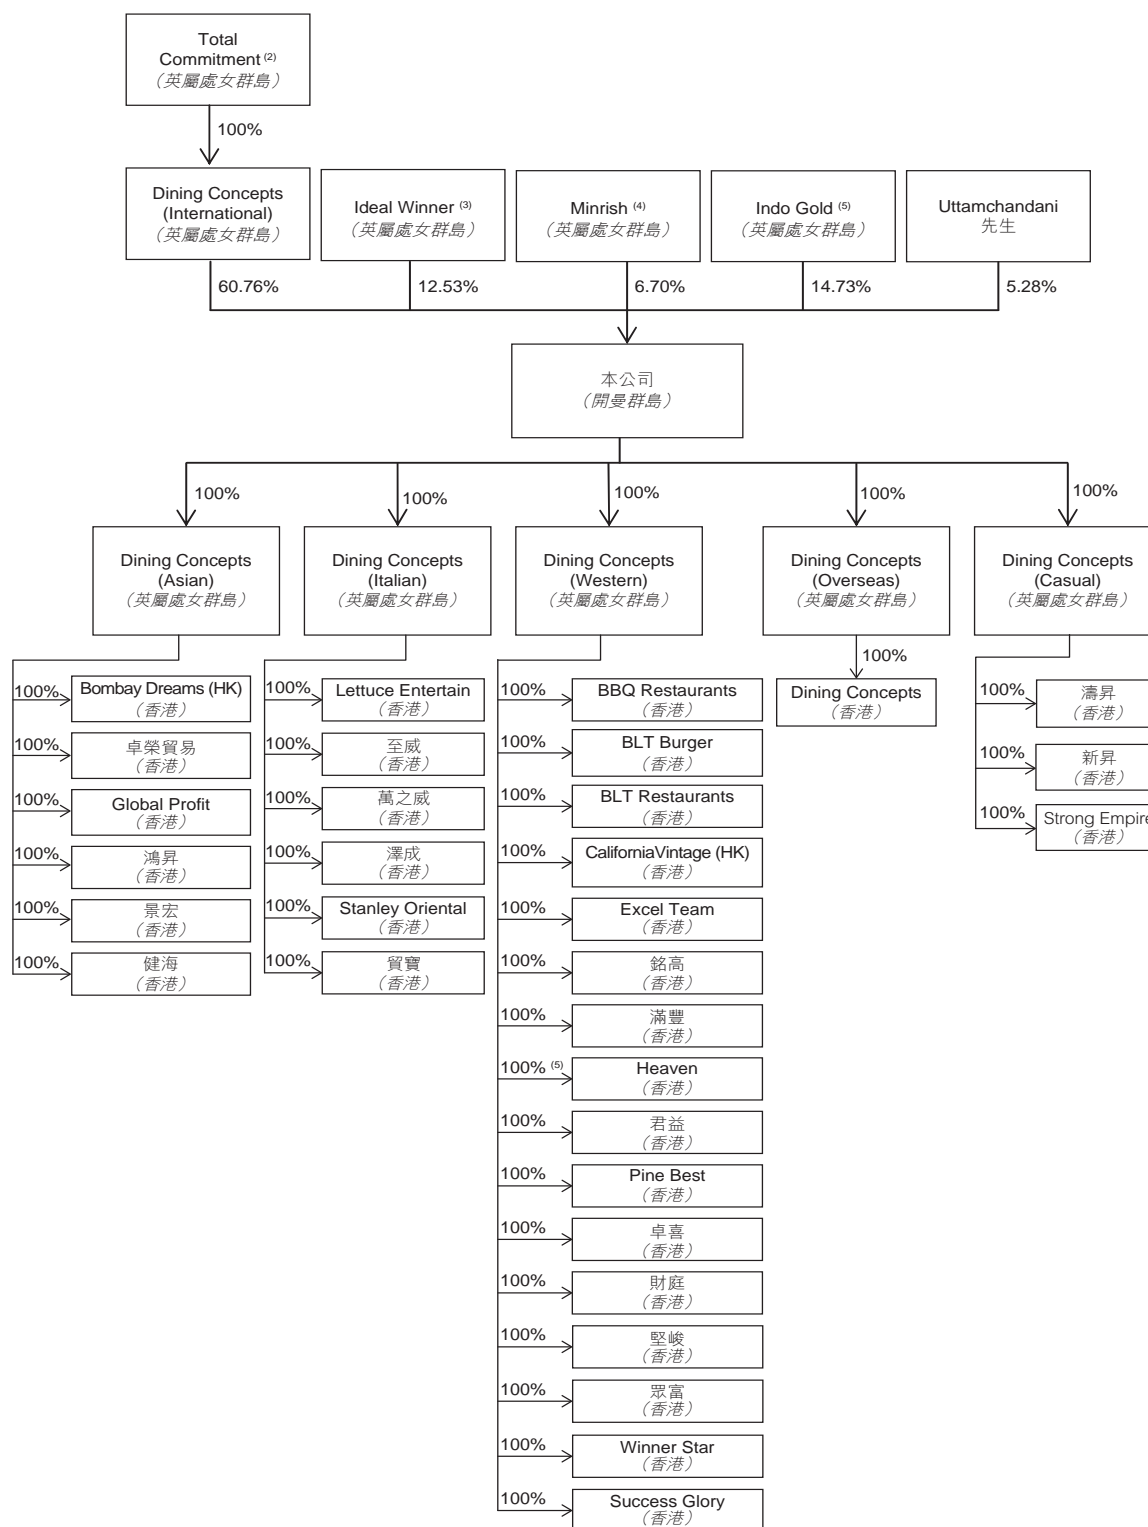 Total
Commitment (2)
（英屬處女群島）
100%
Dining Concepts
(International)
（英屬處女群島）
Ideal Winner (3)
（英屬處女群島）
Minrish (4)
（英屬處女群島）
Indo Gold (5)
（英屬處女群島）
Uttamchandani
先生
60.76%
12.53%
6.70%
14.73%
5.28%
本公司
（開曼群島）
100%
100%
100%
100%
100%
Dining Concepts
(Asian)
（英屬處女群島）
Dining Concepts
(Italian)
（英屬處女群島）
Dining Concepts
(Western)
（英屬處女群島）
Dining Concepts
(Overseas)
（英屬處女群島）
Dining Concepts
(Casual)
（英屬處女群島）
100%
Bombay Dreams (HK)
（香港）
100%
卓榮貿易
（香港）
100%
Global Profit
（香港）
100%
鴻昇
（香港）
100%
景宏
（香港）
100%
健海
（香港）
100%
Lettuce Entertain
（香港）
100%
至威
（香港）
100%
萬之威
（香港）
100%
澤成
（香港）
100%
Stanley Oriental
（香港）
100%
貿寶
（香港）
100%
BBQ Restaurants
（香港）
100%
BLT Burger
（香港）
100%
BLT Restaurants
（香港）
100%
CaliforniaVintage (HK)
（香港）
100%
Excel Team
（香港）
100%
銘高
（香港）
100%
滿豐
（香港）
100% (5)
Heaven
（香港）
100%
君益
（香港）
100%
Pine Best
（香港）
100%
卓喜
（香港）
100%
財庭
（香港）
100%
堅峻
（香港）
100%
眾富
（香港）
100%
Winner Star
（香港）
100%
Success Glory
（香港）
100%
Dining Concepts
（香港）
100%
濤昇
（香港）
100%
新昇
（香港）
100%
Strong Empire
（香港）